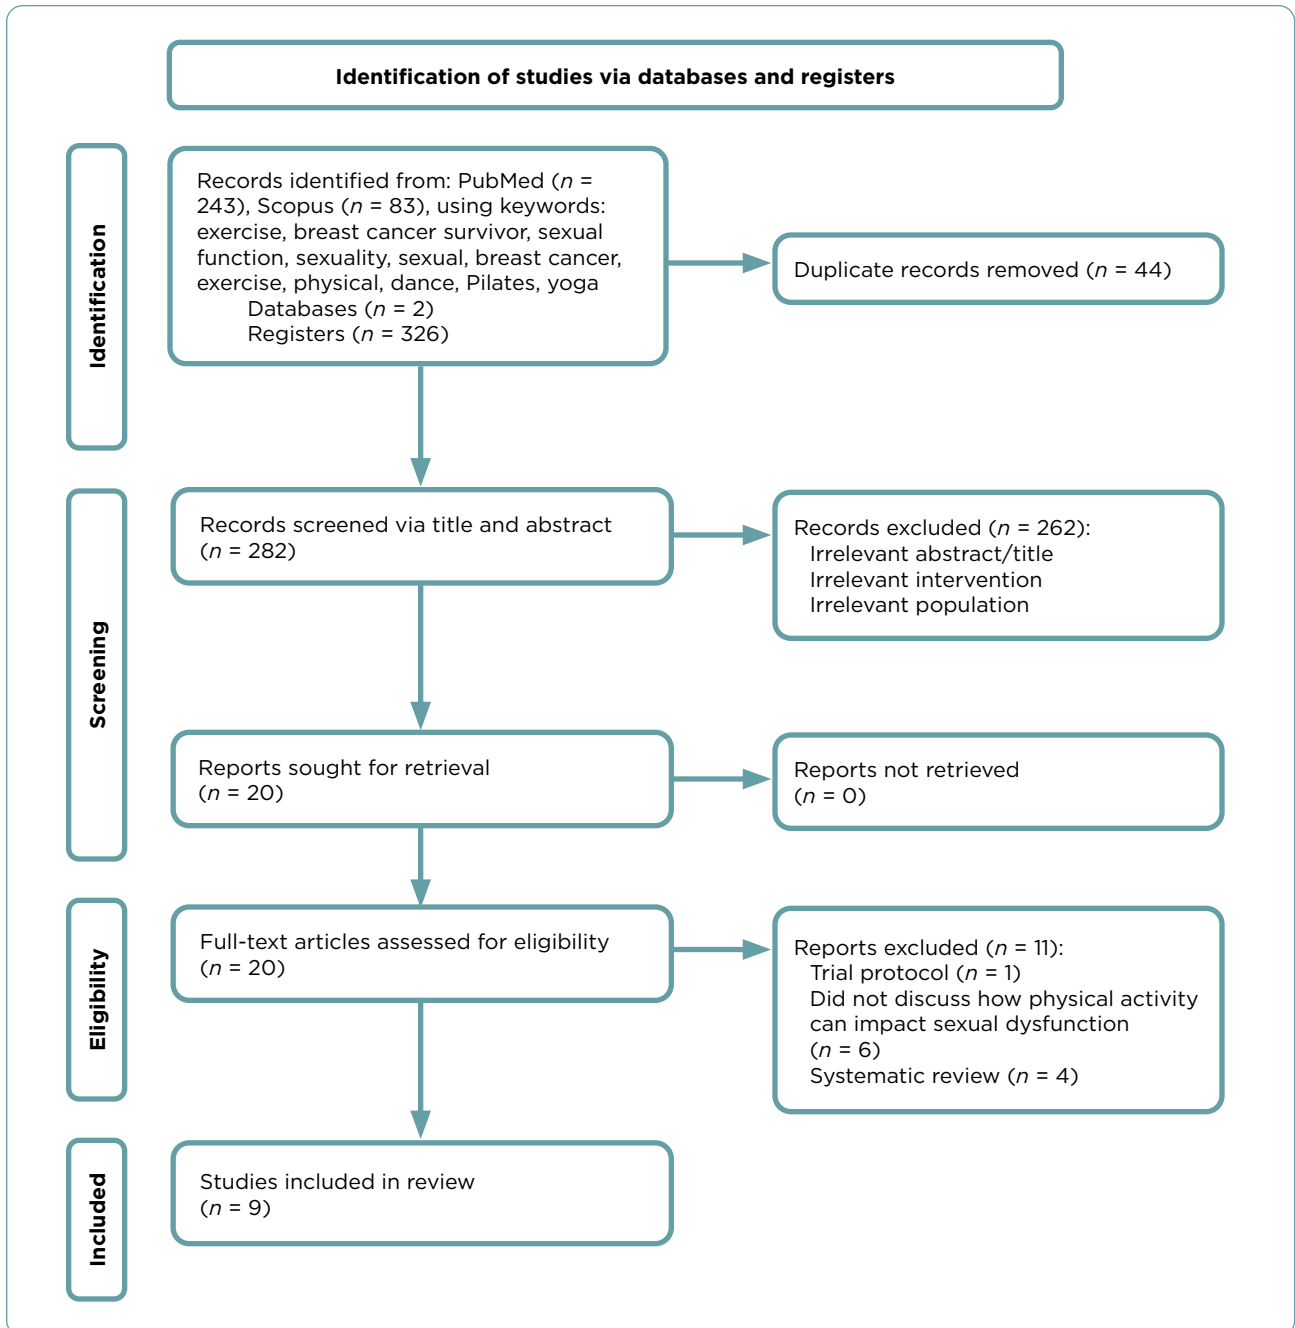 Identification of studies via databases and registers
Identification
Records identified from: PubMed (n =
243), Scopus (n = 83), using keywords:
exercise, breast cancer survivor, sexual
function, sexuality, sexual, breast cancer,
exercise, physical, dance, Pilates, yoga
Databases (n = 2)
Registers (n = 326)
Duplicate records removed (n = 44)
Screening
Records screened via title and abstract
(n = 282)
Records excluded (n = 262):
Irrelevant abstract/title
Irrelevant intervention
Irrelevant population
Reports sought for retrieval
(n = 20)
Reports not retrieved
(n = 0)
Eligibility
Full-text articles assessed for eligibility
(n = 20)
Reports excluded (n = 11):
Trial protocol (n = 1)
Did not discuss how physical activity
can impact sexual dysfunction
(n = 6)
Systematic review (n = 4)
Included
Studies included in review
(n = 9)